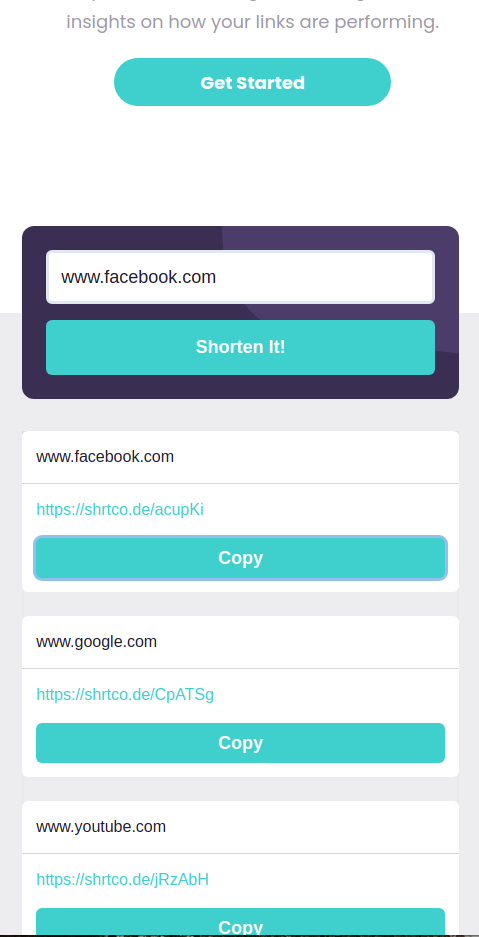 insights on how your links are performing.
Get Started
www.facebook.com
Shorten It!
www.facebook.com
https://shrtco.de/acupKi
Copy
www.google.com
https://shrtco.de/CpATSg
Copy
www.youtube.com
https://shrtco.de/jRzAbH
Copy